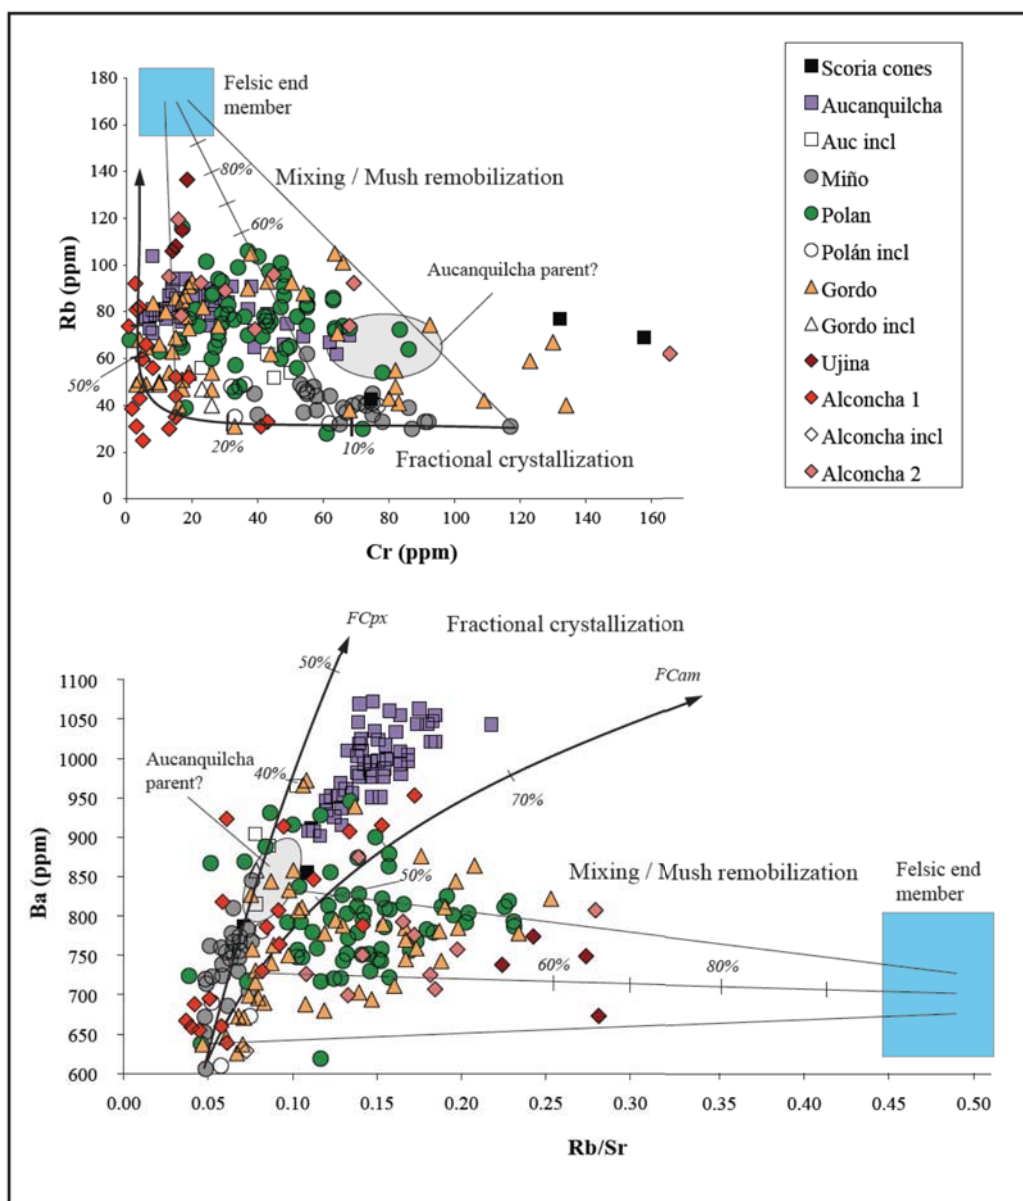 180
160
140
120
100
80
60
40
20
0
Rb (ppm)
0
20
40
60
80
100
120
140
160
Cr (ppm)
Felsic end
member
80%
60%
Mixing / Mush remobilization
Aucanquilcha parent?
50%
20%
10%
Fractional crystallization
Scoria cones
Aucanquilcha
Auc incl
Miño
Polan
Polán incl
Gordo
Gordo incl
Ujina
Alconcha 1
Alconcha incl
Alconcha 2
FCpx
Fractional crystallization
50%
FCam
1100
1050
1000
950
900
850
800
750
700
650
600
Ba (ppm)
Aucanquilcha
parent?
40%
70%
50%
Mixing / Mush remobilization
Felsic end
member
60%
80%
0.00
0.05
0.10
0.15
0.20
0.25
0.30
0.35
0.40
0.45
0.50
Rb/Sr